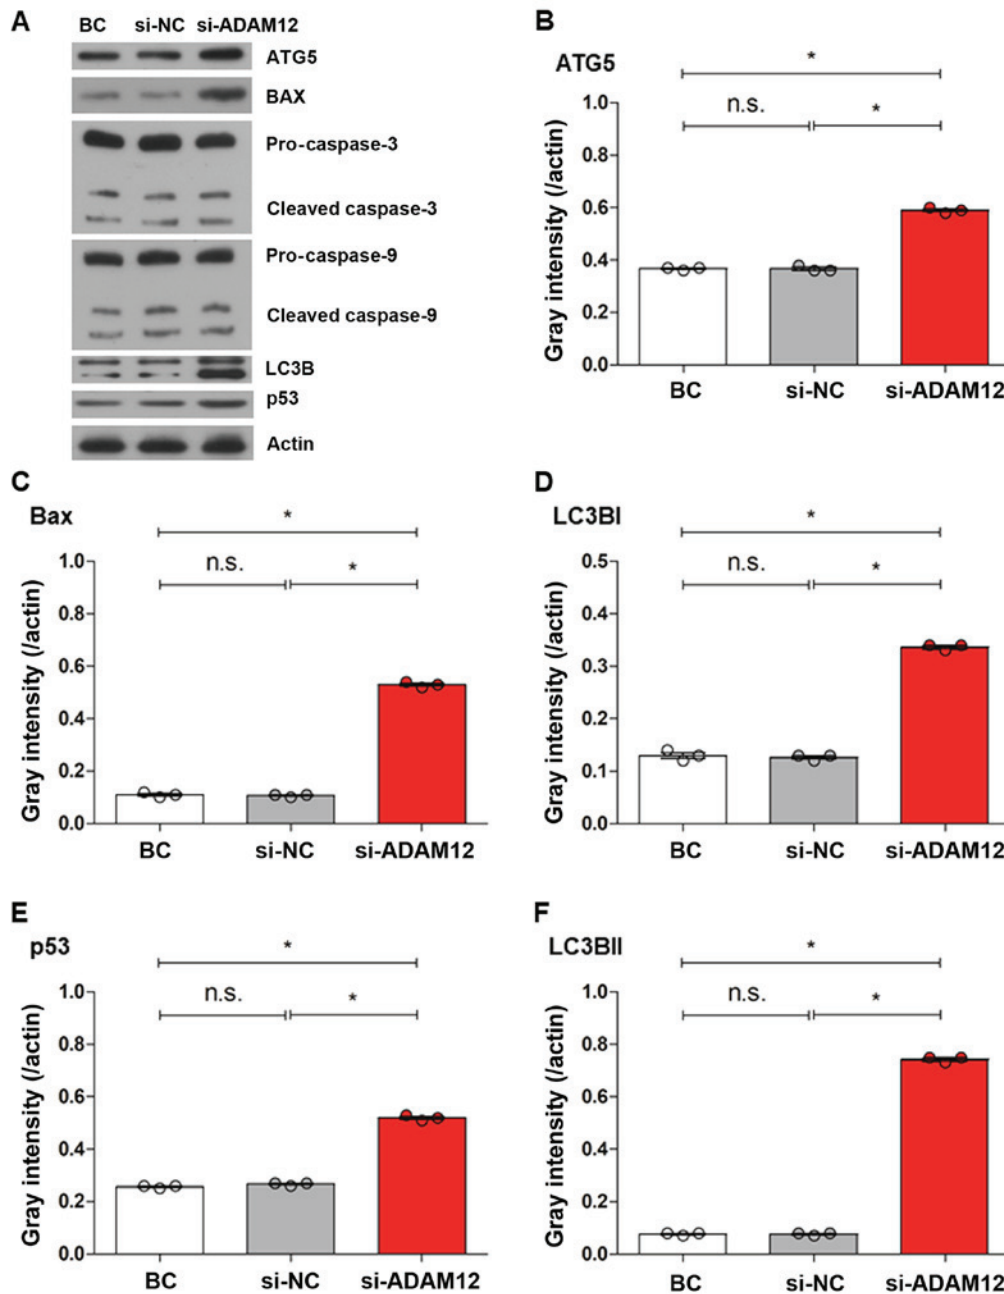 A
BC si-NC si-ADAM12
ATG5
BAX
Pro-caspase-3
Cleaved caspase-3
Pro-caspase-9
Cleaved caspase-9
LC3B
p53
Actin
B
ATG5
*
n.s. *
Gray intensity (/actin)
1.0
0.8
0.6
0.4
0.2
0.0
BC si-NC si-ADAM12
C
Bax
*
n.s. *
Gray intensity (/actin)
1.0
0.8
0.6
0.4
0.2
0.0
BC si-NC si-ADAM12
D
LC3BI
*
n.s. *
Gray intensity (/actin)
0.5
0.3
0.2
0.1
0.0
BC si-NC si-ADAM12
E
p53
*
n.s. *
Gray intensity (/actin)
1.0
0.8
0.6
0.4
0.2
0.0
BC si-NC si-ADAM12
F
LC3BII
*
n.s. *
Gray intensity (/actin)
1.0
0.8
0.6
0.4
0.2
0.0
BC si-NC si-ADAM12